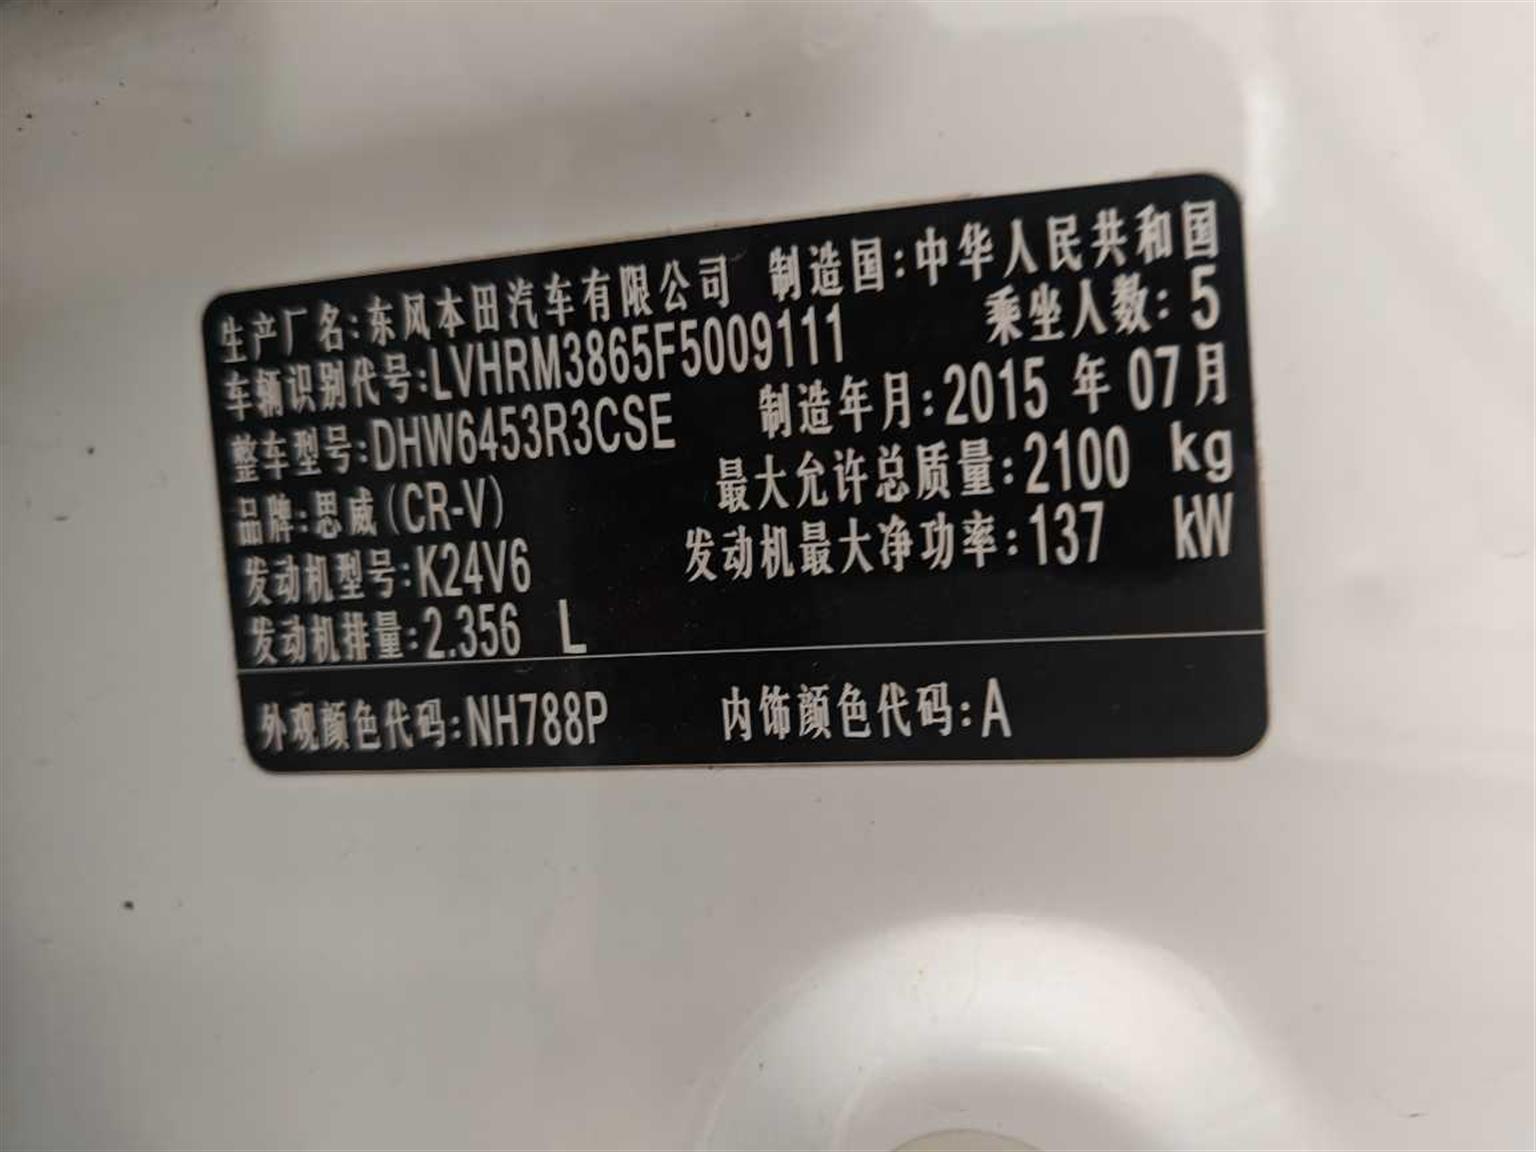 生产厂名:东风本田汽车有限公司 制造国:中华人民共和国
车辆识别代号:LVHRM3865F5009111 乘坐人数:5
整车型号:DHW6453R3CSE 制造年月:2015 年 07月
品牌:思威(CR-V) 最大允许总质量:2100 kg
发动机型号:K24V6 发动机最大净功率:137 kW
发动机排量:2.356 L
外观颜色代码:NH788P 内饰颜色代码:A